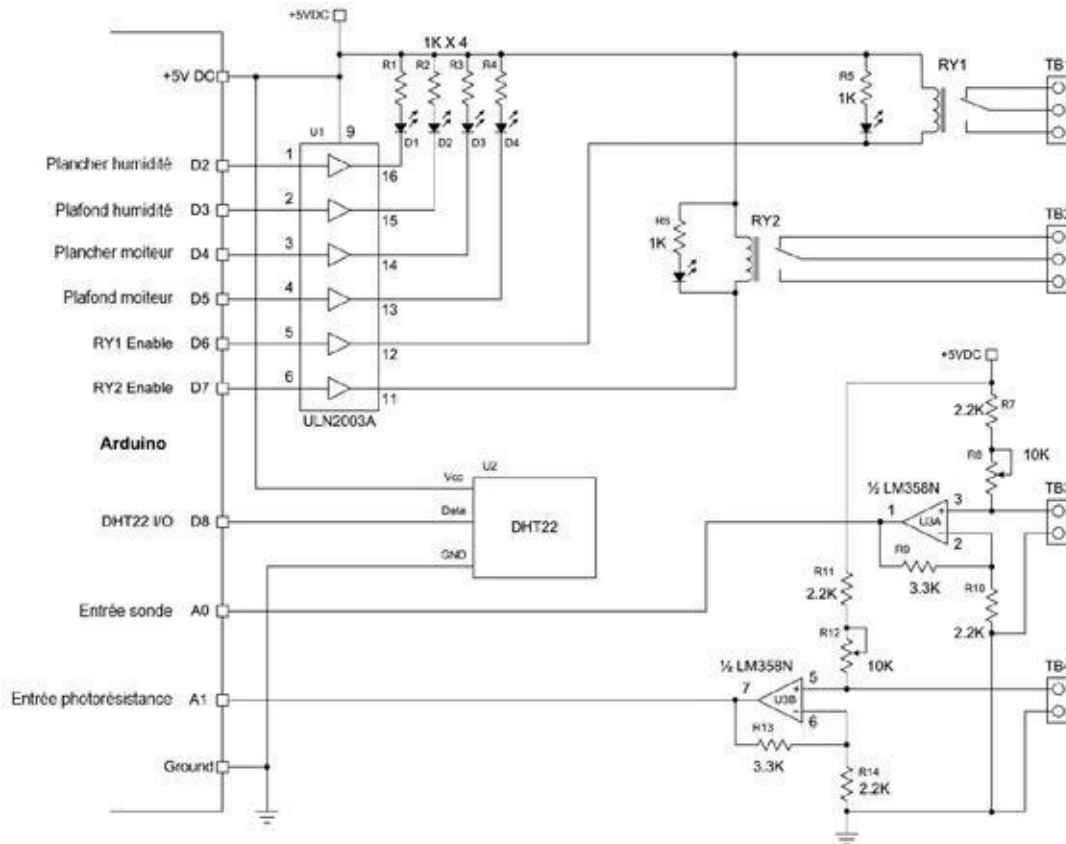 +5VDC
1K X 4
R1 R2 R3 R4
+5V DC
R5
1K
RY1
TB1
U1
9
D1 D2 D3 D4
Plancher humidité D2
1
16
Plafond humidité D3
2
15
Plancher moiteur D4
3
14
Plafond moiteur D5
4
13
RY1 Enable D6
5
12
RY2 Enable D7
6
11
ULN2003A
R6
1K
RY2
TB2
Arduino
+5VDC
2.2K R7
R8 10K
½ LM358N
1
U3A
3
2
TB3
R9
3.3K
R10
2.2K
U2
Vcc
Data
GND
DHT22
DHT22 I/O D8
R11
2.2K
Entrée sonde A0
R12
10K
½ LM358N
7
U3B
5
6
TB4
Entrée photorésistance A1
R13
3.3K
R14
2.2K
Ground